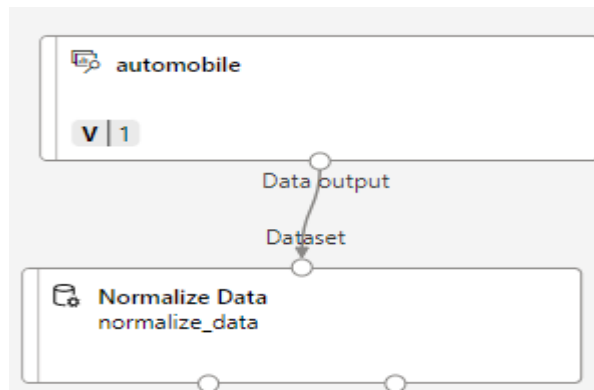 automobile
V | 1
Data output
Dataset
Normalize Data
normalize_data